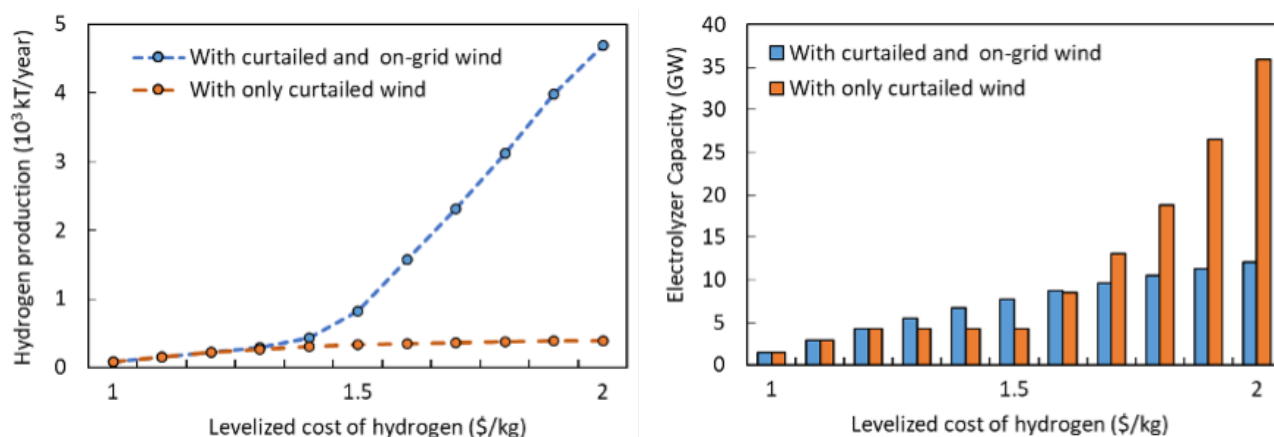 Hydrogen production (10³ kT/year)
5
4
3
2
1
0
With curtailed and on-grid wind
With only curtailed wind
1
1.5
2
Levelized cost of hydrogen ($/kg)
Electrolyzer Capacity (GW)
40
35
30
25
20
15
10
5
0
With curtailed and on-grid wind
With only curtailed wind
1
1.5
2
Levelized cost of hydrogen ($/kg)